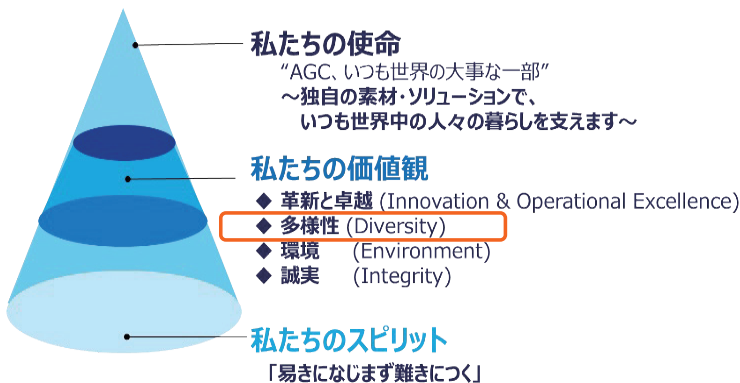 私たちの使命
“AGC、いつも世界の大事な一部”
～独自の素材・ソリューションで、
いつも世界中の人々の暮らしを支えます～
私たちの価値観
◆ 革新と卓越 (Innovation & Operational Excellence)
◆ 多様性 (Diversity)
◆ 環境 (Environment)
◆ 誠実 (Integrity)
私たちのスピリット
「易きになじまず難きにつく」